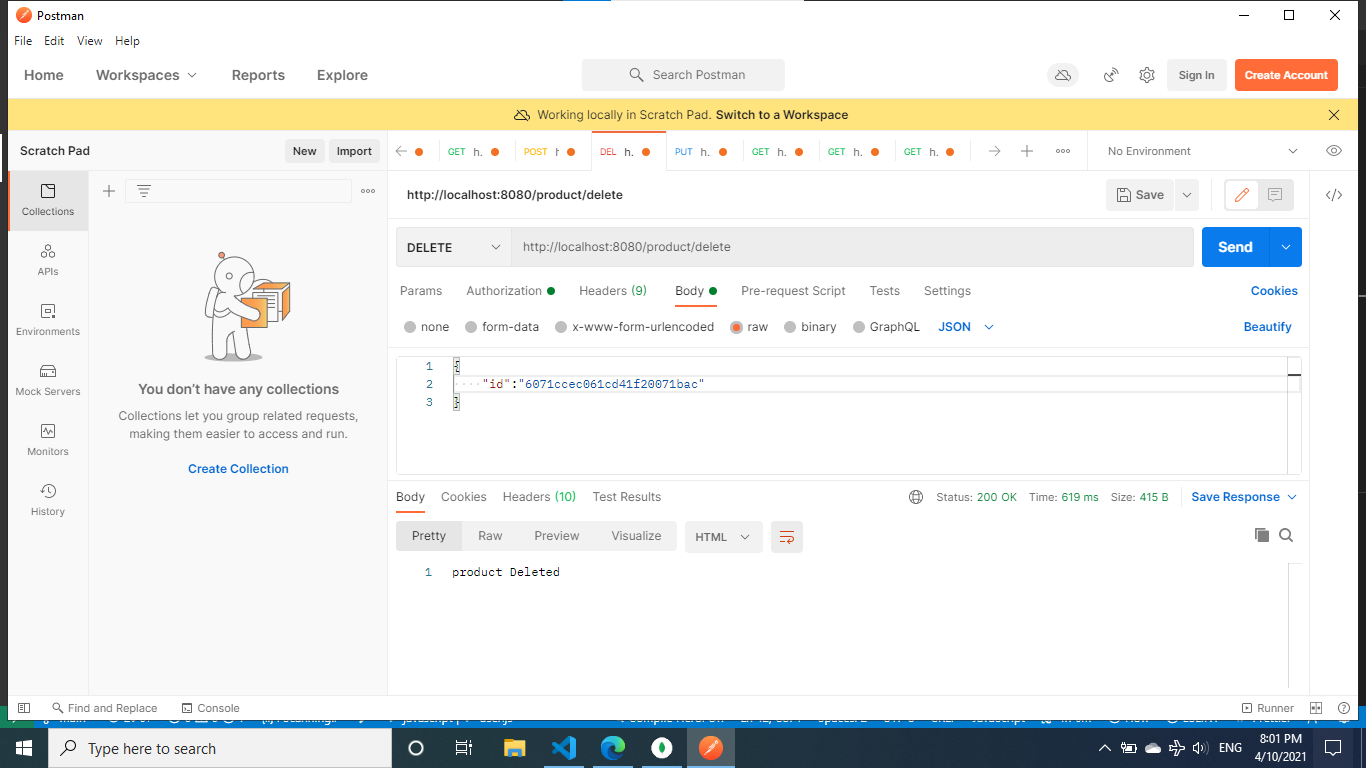 Postman
File Edit View Help
Home Workspaces Reports Explore Search Postman Sign In Create Account
Working locally in Scratch Pad. Switch to a Workspace
Scratch Pad New Import
GET h. POST DEL h. PUT h. GET h. GET h. GET h. No Environment
http://localhost:8080/product/delete Save
DELETE http://localhost:8080/product/delete Send
Params Authorization Headers (9) Body Pre-request Script Tests Settings Cookies
none form-data x-www-form-urlencoded raw binary GraphQL JSON Beautify
1 {
2 "id":"6071ccec061cd41f20071bac"
3 }
Collections
APIs
Environments
Mock Servers
Monitors
History
You don't have any collections
Collections let you group related requests,
making them easier to access and run.
Create Collection
Body Cookies Headers (10) Test Results Status: 200 OK Time: 619 ms Size: 415 B Save Response
Pretty Raw Preview Visualize HTML
1 product Deleted
Find and Replace Console Runner
Type here to search
ENG
8:01 PM
4/10/2021